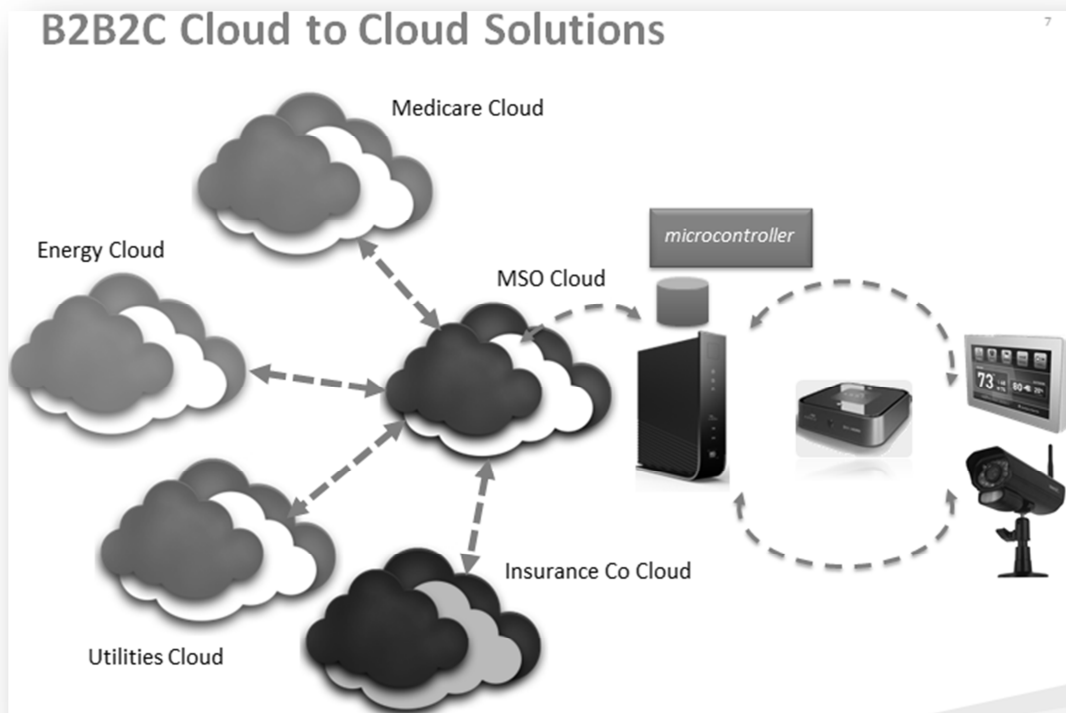 B2B2C Cloud to Cloud Solutions
7
Medicare Cloud
Energy Cloud
MSO Cloud
microcontroller
73
80
Insurance Co Cloud
Utilities Cloud